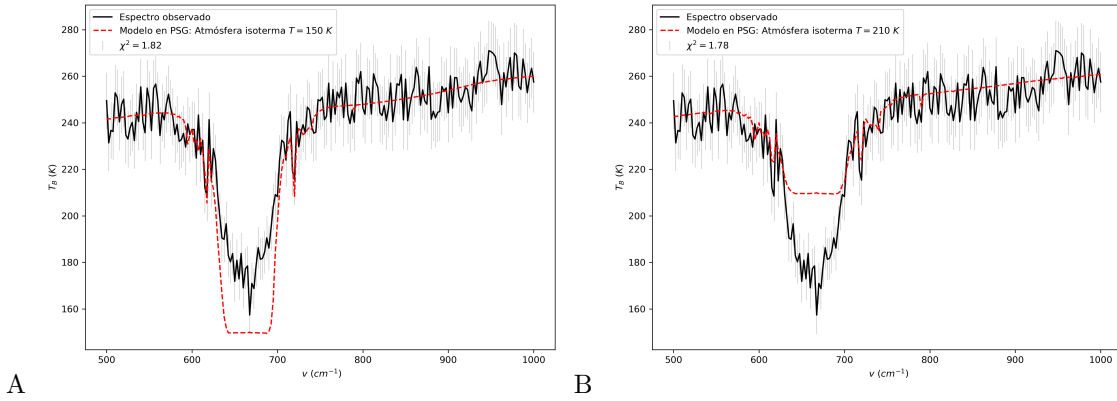 Espectro observado
Modelo en PSG: Atmósfera isoterma T = 150 K
χ² = 1.82
280
260
240
220
200
180
160
T_B (K)
500
600
700
800
900
1000
v (cm⁻¹)
A
Espectro observado
Modelo en PSG: Atmósfera isoterma T = 210 K
χ² = 1.78
280
260
240
220
200
180
160
T_B (K)
500
600
700
800
900
1000
v (cm⁻¹)
B